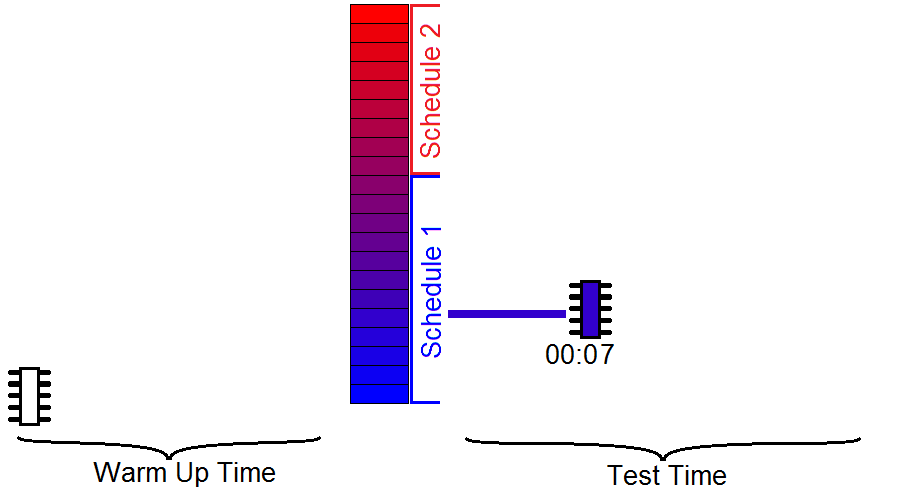 Schedule 2
Schedule 1
00:07
Warm Up Time
Test Time